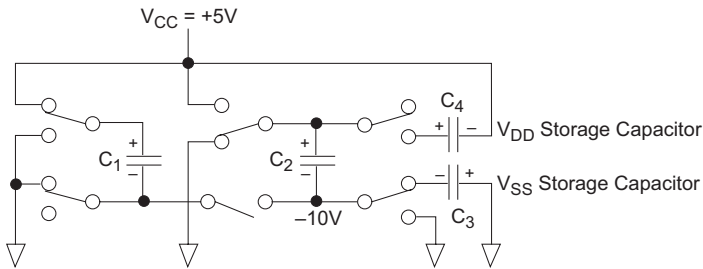 V_CC = +5V
C_4
+ −
V_DD Storage Capacitor
+
C_1
−
+
C_2
−
− +
V_SS Storage Capacitor
C_3
–10V